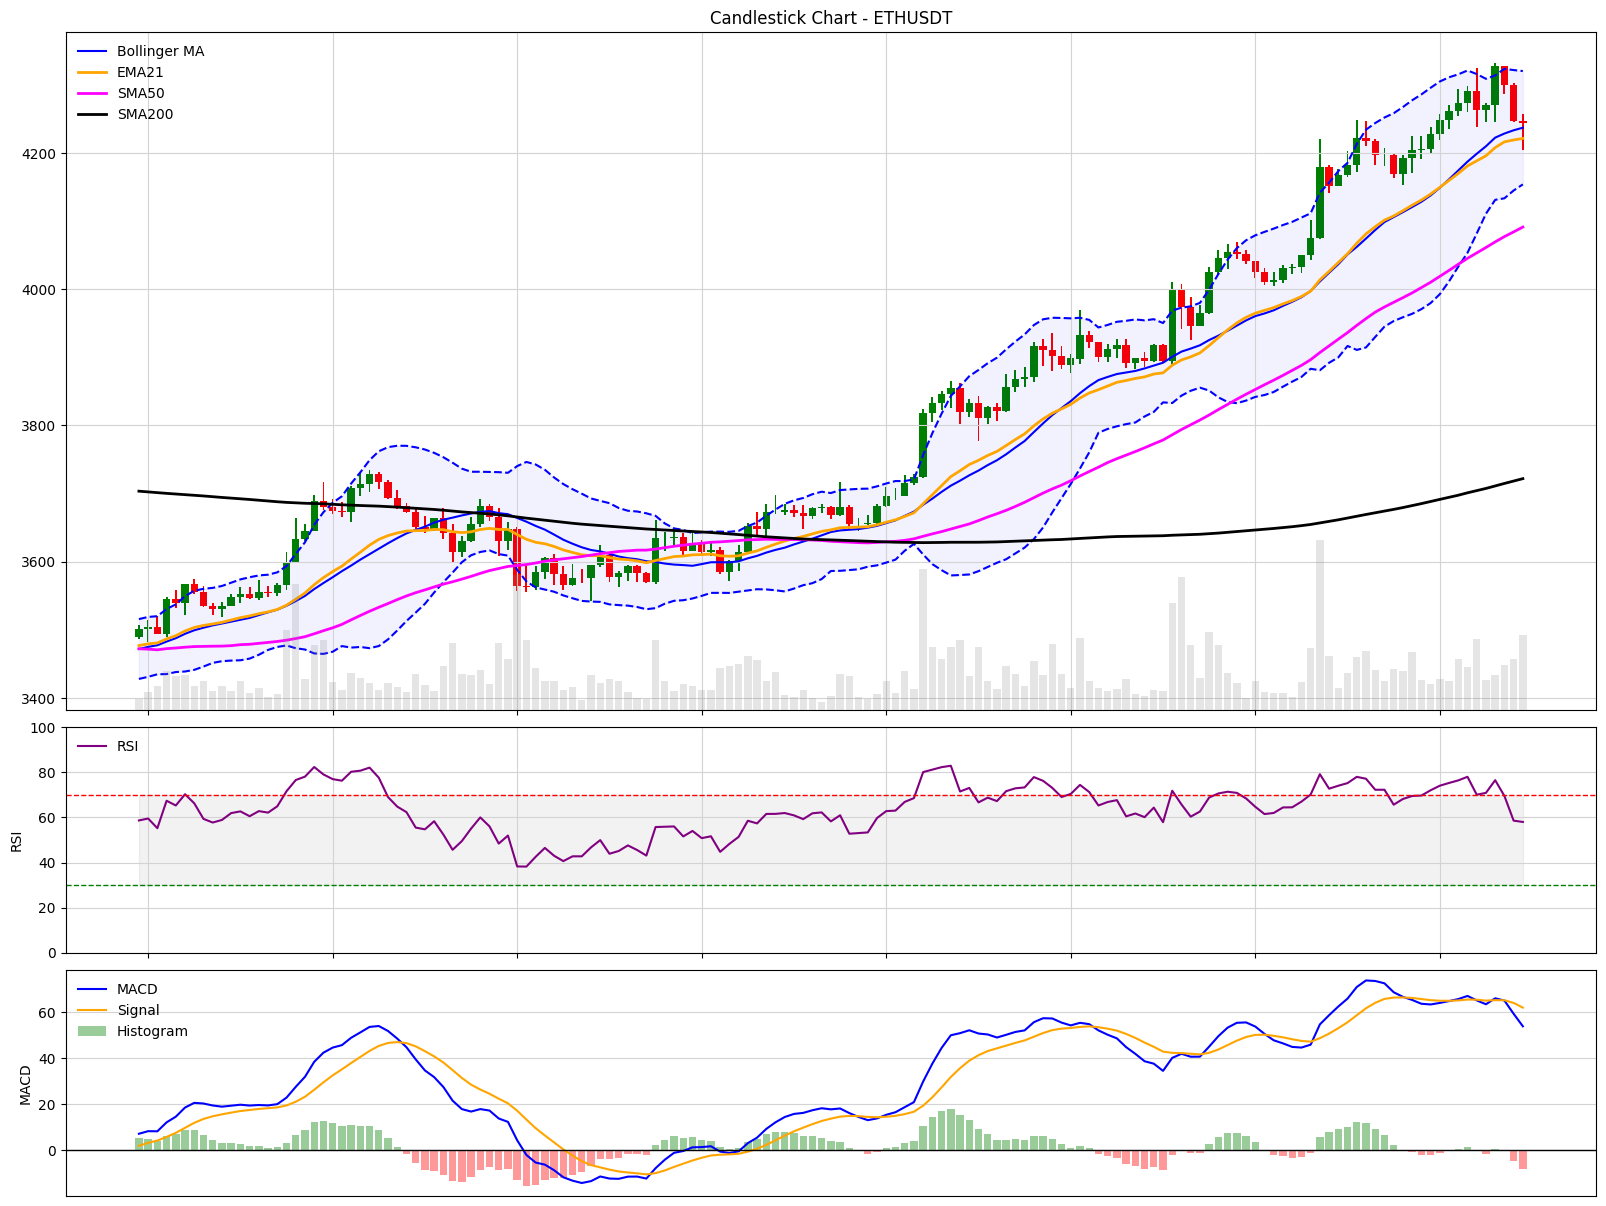 Candlestick Chart - ETHUSDT
Bollinger MA
EMA21
SMA50
SMA200
4200
4000
3800
3600
3400
100
RSI
80
60
40
20
0
RSI
MACD
Signal
Histogram
60
40
20
0
MACD